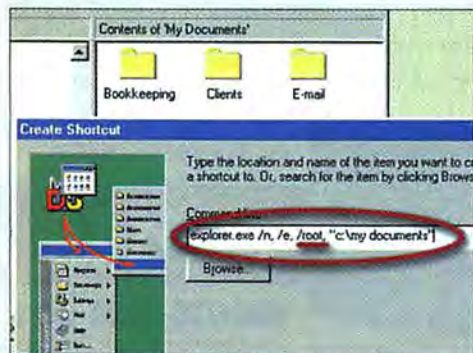 Contents of 'My Documents'
Bookkeeping Clients E-mail
Create Shortcut
Type the location and name of the item you want to
a shortcut to. Or, search for the item by clicking
explorer.exe /n, /e, /root, "c:\my documents"
Browse...